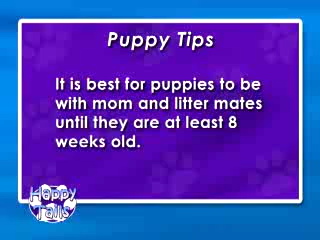 Puppy Tips
It is best for puppies to be
with mom and litter mates
until they are at least 8
weeks old.
Happy
Tails